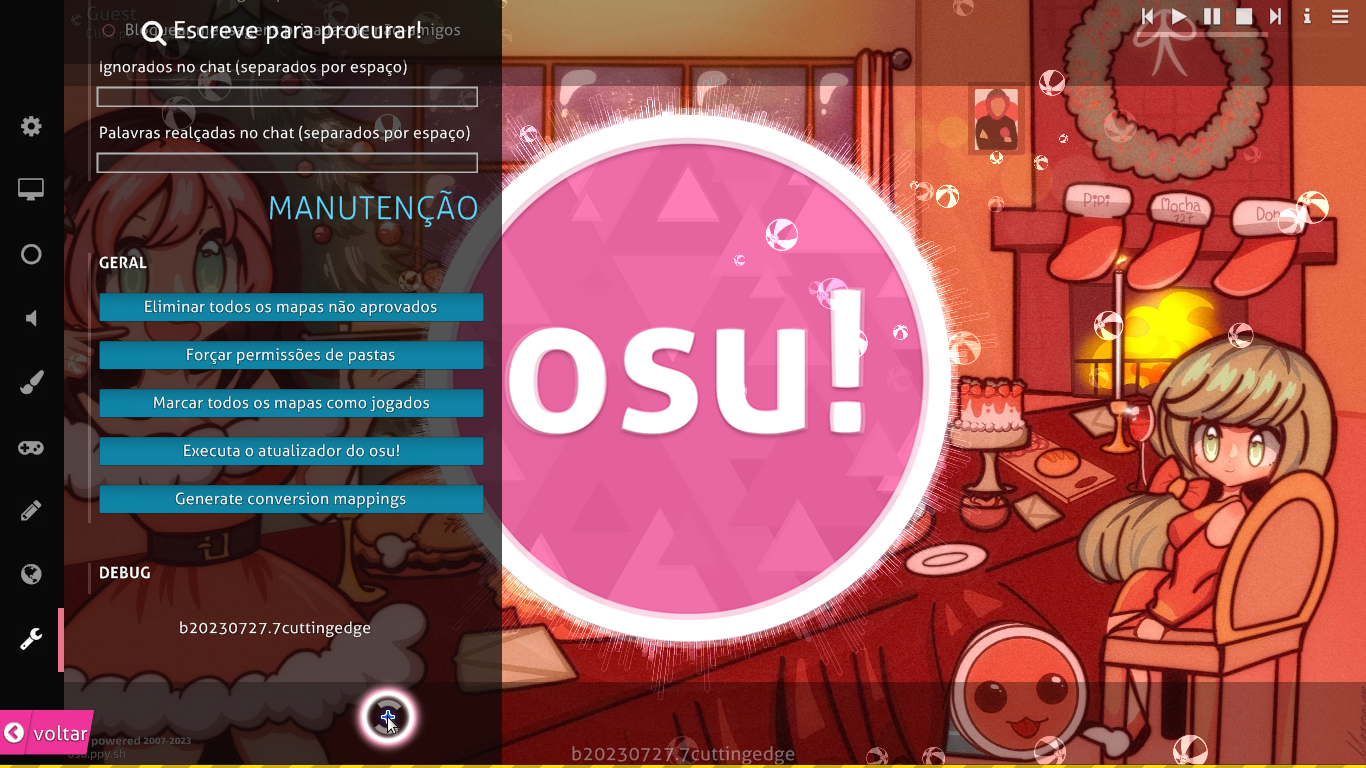 Guest
Escreve para procurar!
Ignorados no chat (separados por espaço)
Palavras realçadas no chat (separados por espaço)
MANUTENÇÃO
GERAL
Eliminar todos os mapas não aprovados
Forçar permissões de pastas
Marcar todos os mapas como jogados
Executa o atualizador do osu!
Generate conversion mappings
DEBUG
b20230727.7cuttingedge
voltar
powered 2007-2023
osu.ppy.sh
osu!
Pipi
Mocha
727
Don
b20230727.7cuttingedge